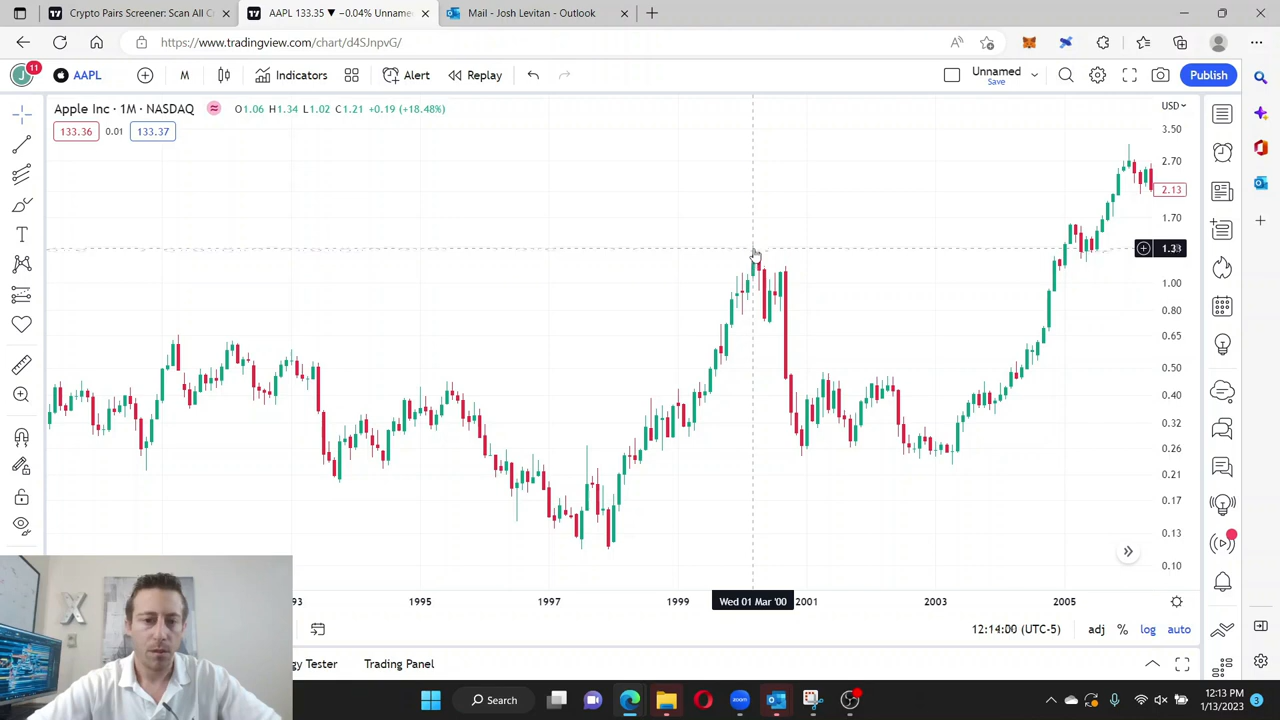 Crypto Pairs Screener: Scan All C
AAPL 133.35 ▼ −0.04% Unname
Mail - Josh Levitan - Outlook
https://www.tradingview.com/chart/d4SJnpvG/
J
11
AAPL
M
Indicators
Alert
Replay
Unnamed
Save
Publish
Apple Inc · 1M · NASDAQ
O1.06 H1.34 L1.02 C1.21 +0.19 (+18.48%)
133.36
0.01
133.37
USD
3.50
2.70
2.13
1.70
1.33
1.00
0.80
0.65
0.50
0.40
0.32
0.26
0.21
0.17
0.13
0.10
93
1995
1997
1999
Wed 01 Mar '00
2001
2003
2005
12:14:00 (UTC-5)
adj
%
log
auto
gy Tester
Trading Panel
Search
zoom
12:13 PM
1/13/2023
3